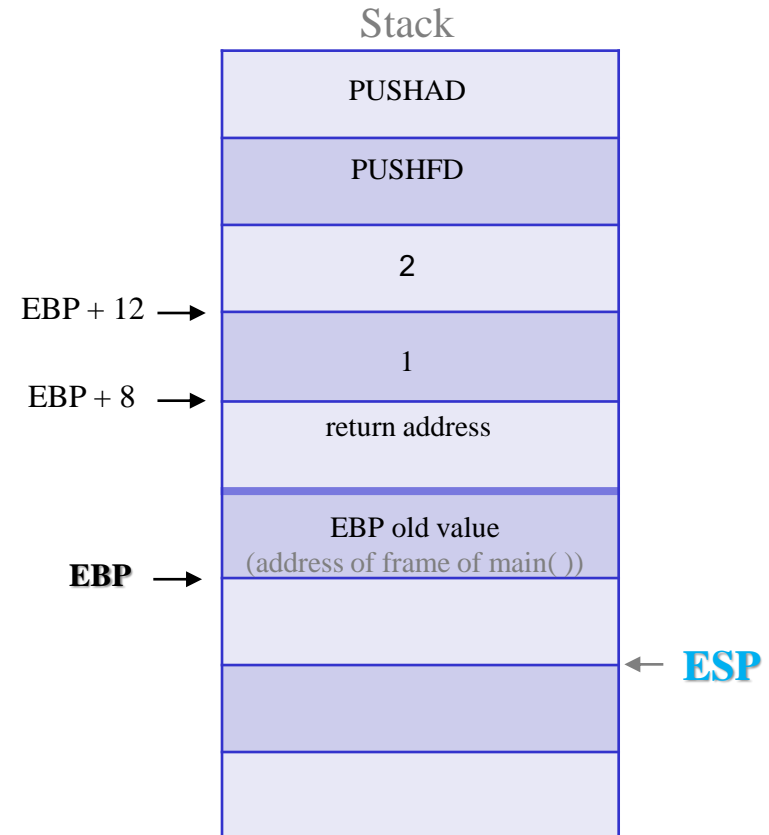 Stack
PUSHAD
PUSHFD
2
EBP + 12
1
EBP + 8
return address
EBP old value
(address of frame of main( ))
EBP
ESP